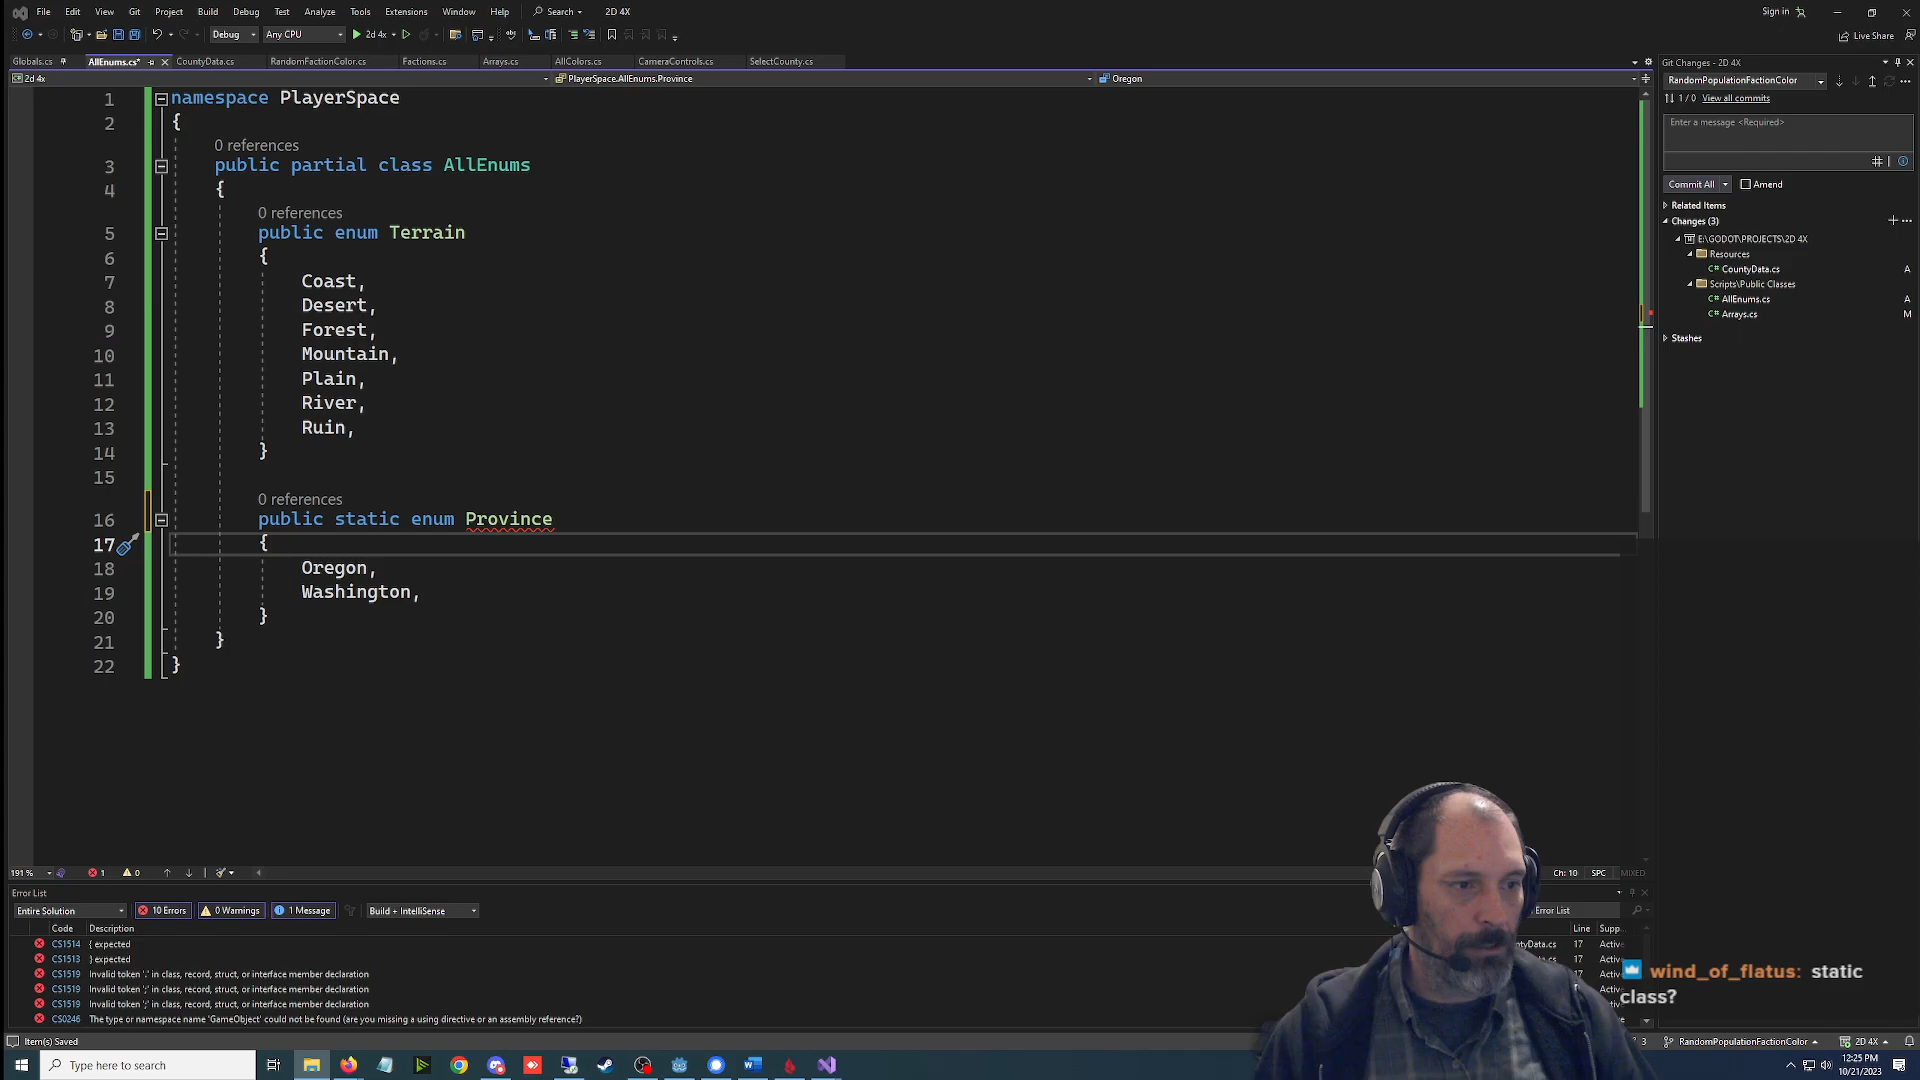 File Edit View Git Project Build Debug Test Analyze Tools Extensions Window Help Search 2D 4X Sign in
Debug Any CPU 2d 4x Live Share
Globals.cs AllEnums.cs* CountyData.cs RandomFactionColor.cs Factions.cs Arrays.cs AllColors.cs CameraControls.cs SelectCounty.cs
2d 4x PlayerSpace.AllEnums.Province Oregon
1 namespace PlayerSpace
2 {
0 references
3 public partial class AllEnums
4 {
0 references
5 public enum Terrain
6 {
7 Coast,
8 Desert,
9 Forest,
10 Mountain,
11 Plain,
12 River,
13 Ruin,
14 }
15
0 references
16 public static enum Province
17 {
18 Oregon,
19 Washington,
20 }
21 }
22 }
191 % 1 0 Ch: 10 SPC MIXED
Git Changes - 2D 4X
RandomPopulationFactionColor
1 / 0 View all commits
Enter a message <Required>
Commit All Amend
Related Items
Changes (3)
E:\GODOT\PROJECTS\2D 4X
Resources
CountyData.cs A
Scripts\Public Classes
AllEnums.cs A
Arrays.cs M
Stashes
Error List
Entire Solution 10 Errors 0 Warnings 1 Message Build + IntelliSense Error List
Code Description Line Supp
CS1514 { expected 17 Active
CS1513 } expected 17 Active
CS1519 Invalid token '.' in class, record, struct, or interface member declaration 17
CS1519 Invalid token ';' in class, record, struct, or interface member declaration
CS1519 Invalid token ';' in class, record, struct, or interface member declaration
CS0246 The type or namespace name 'GameObject' could not be found (are you missing a using directive or an assembly reference?)
wind_of_flatus: static
class?
Item(s) Saved 3 RandomPopulationFactionColor 2D 4X
Type here to search
12:25 PM
10/21/2023